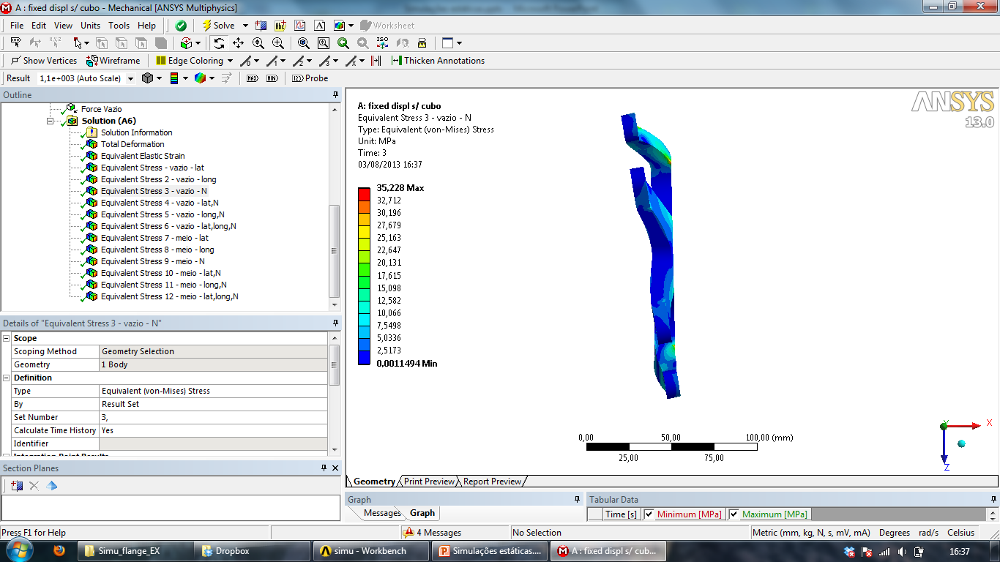 A : fixed displ s/ cubo - Mechanical [ANSYS Multiphysics]
File Edit View Units Tools Help Solve Worksheet
Show Vertices Wireframe Edge Coloring Thicken Annotations
Result 1,1e+003 (Auto Scale) MAX MIN Probe
Outline
Force Vazio
Solution (A6)
Solution Information
Total Deformation
Equivalent Elastic Strain
Equivalent Stress - vazio - lat
Equivalent Stress 2 - vazio - long
Equivalent Stress 3 - vazio - N
Equivalent Stress 4 - vazio - lat,N
Equivalent Stress 5 - vazio - long,N
Equivalent Stress 6 - vazio - lat,long,N
Equivalent Stress 7 - meio - lat
Equivalent Stress 8 - meio - long
Equivalent Stress 9 - meio - N
Equivalent Stress 10 - meio - lat,N
Equivalent Stress 11 - meio - long,N
Equivalent Stress 12 - meio - lat,long,N
Details of "Equivalent Stress 3 - vazio - N"
Scope
Scoping Method Geometry Selection
Geometry 1 Body
Definition
Type Equivalent (von-Mises) Stress
By Result Set
Set Number 3,
Calculate Time History Yes
Identifier
Integration Point Results
Section Planes
A: fixed displ s/ cubo
Equivalent Stress 3 - vazio - N
Type: Equivalent (von-Mises) Stress
Unit: MPa
Time: 3
03/08/2013 16:37
35,228 Max
32,712
30,196
27,679
25,163
22,647
20,131
17,615
15,098
12,582
10,066
7,5498
5,0336
2,5173
0,0011494 Min
ANSYS
13.0
0,00 50,00 100,00 (mm)
25,00 75,00
Y X
Z
Geometry Print Preview Report Preview
Graph
Messages Graph
Tabular Data
Time [s] Minimum [MPa] Maximum [MPa]
Press F1 for Help 4 Messages No Selection Metric (mm, kg, N, s, mV, mA) Degrees rad/s Celsius
Simu_flange_EX Dropbox simu - Workbench Simulações estáticas.... A : fixed displ s/ cub... 16:37